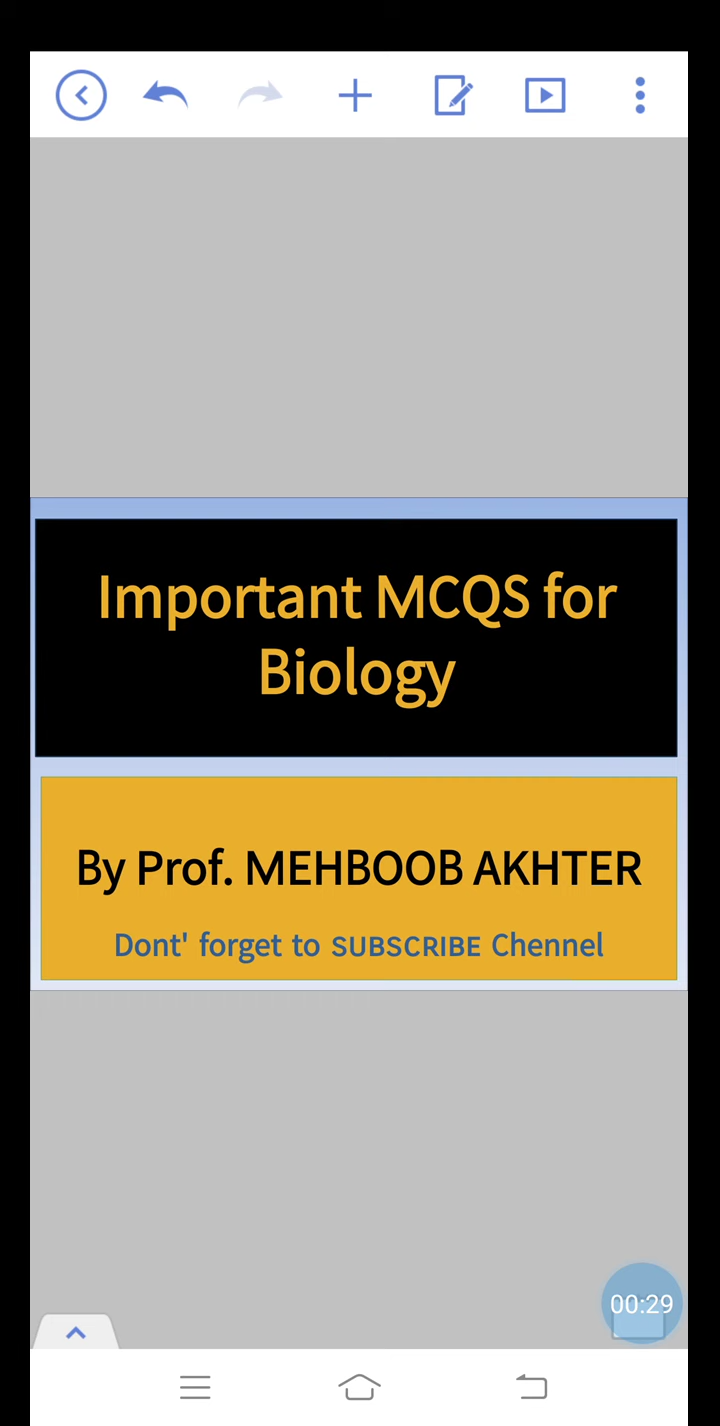 Important MCQS for
Biology
By Prof. MEHBOOB AKHTER
Dont' forget to SUBSCRIBE Chennel
00:29